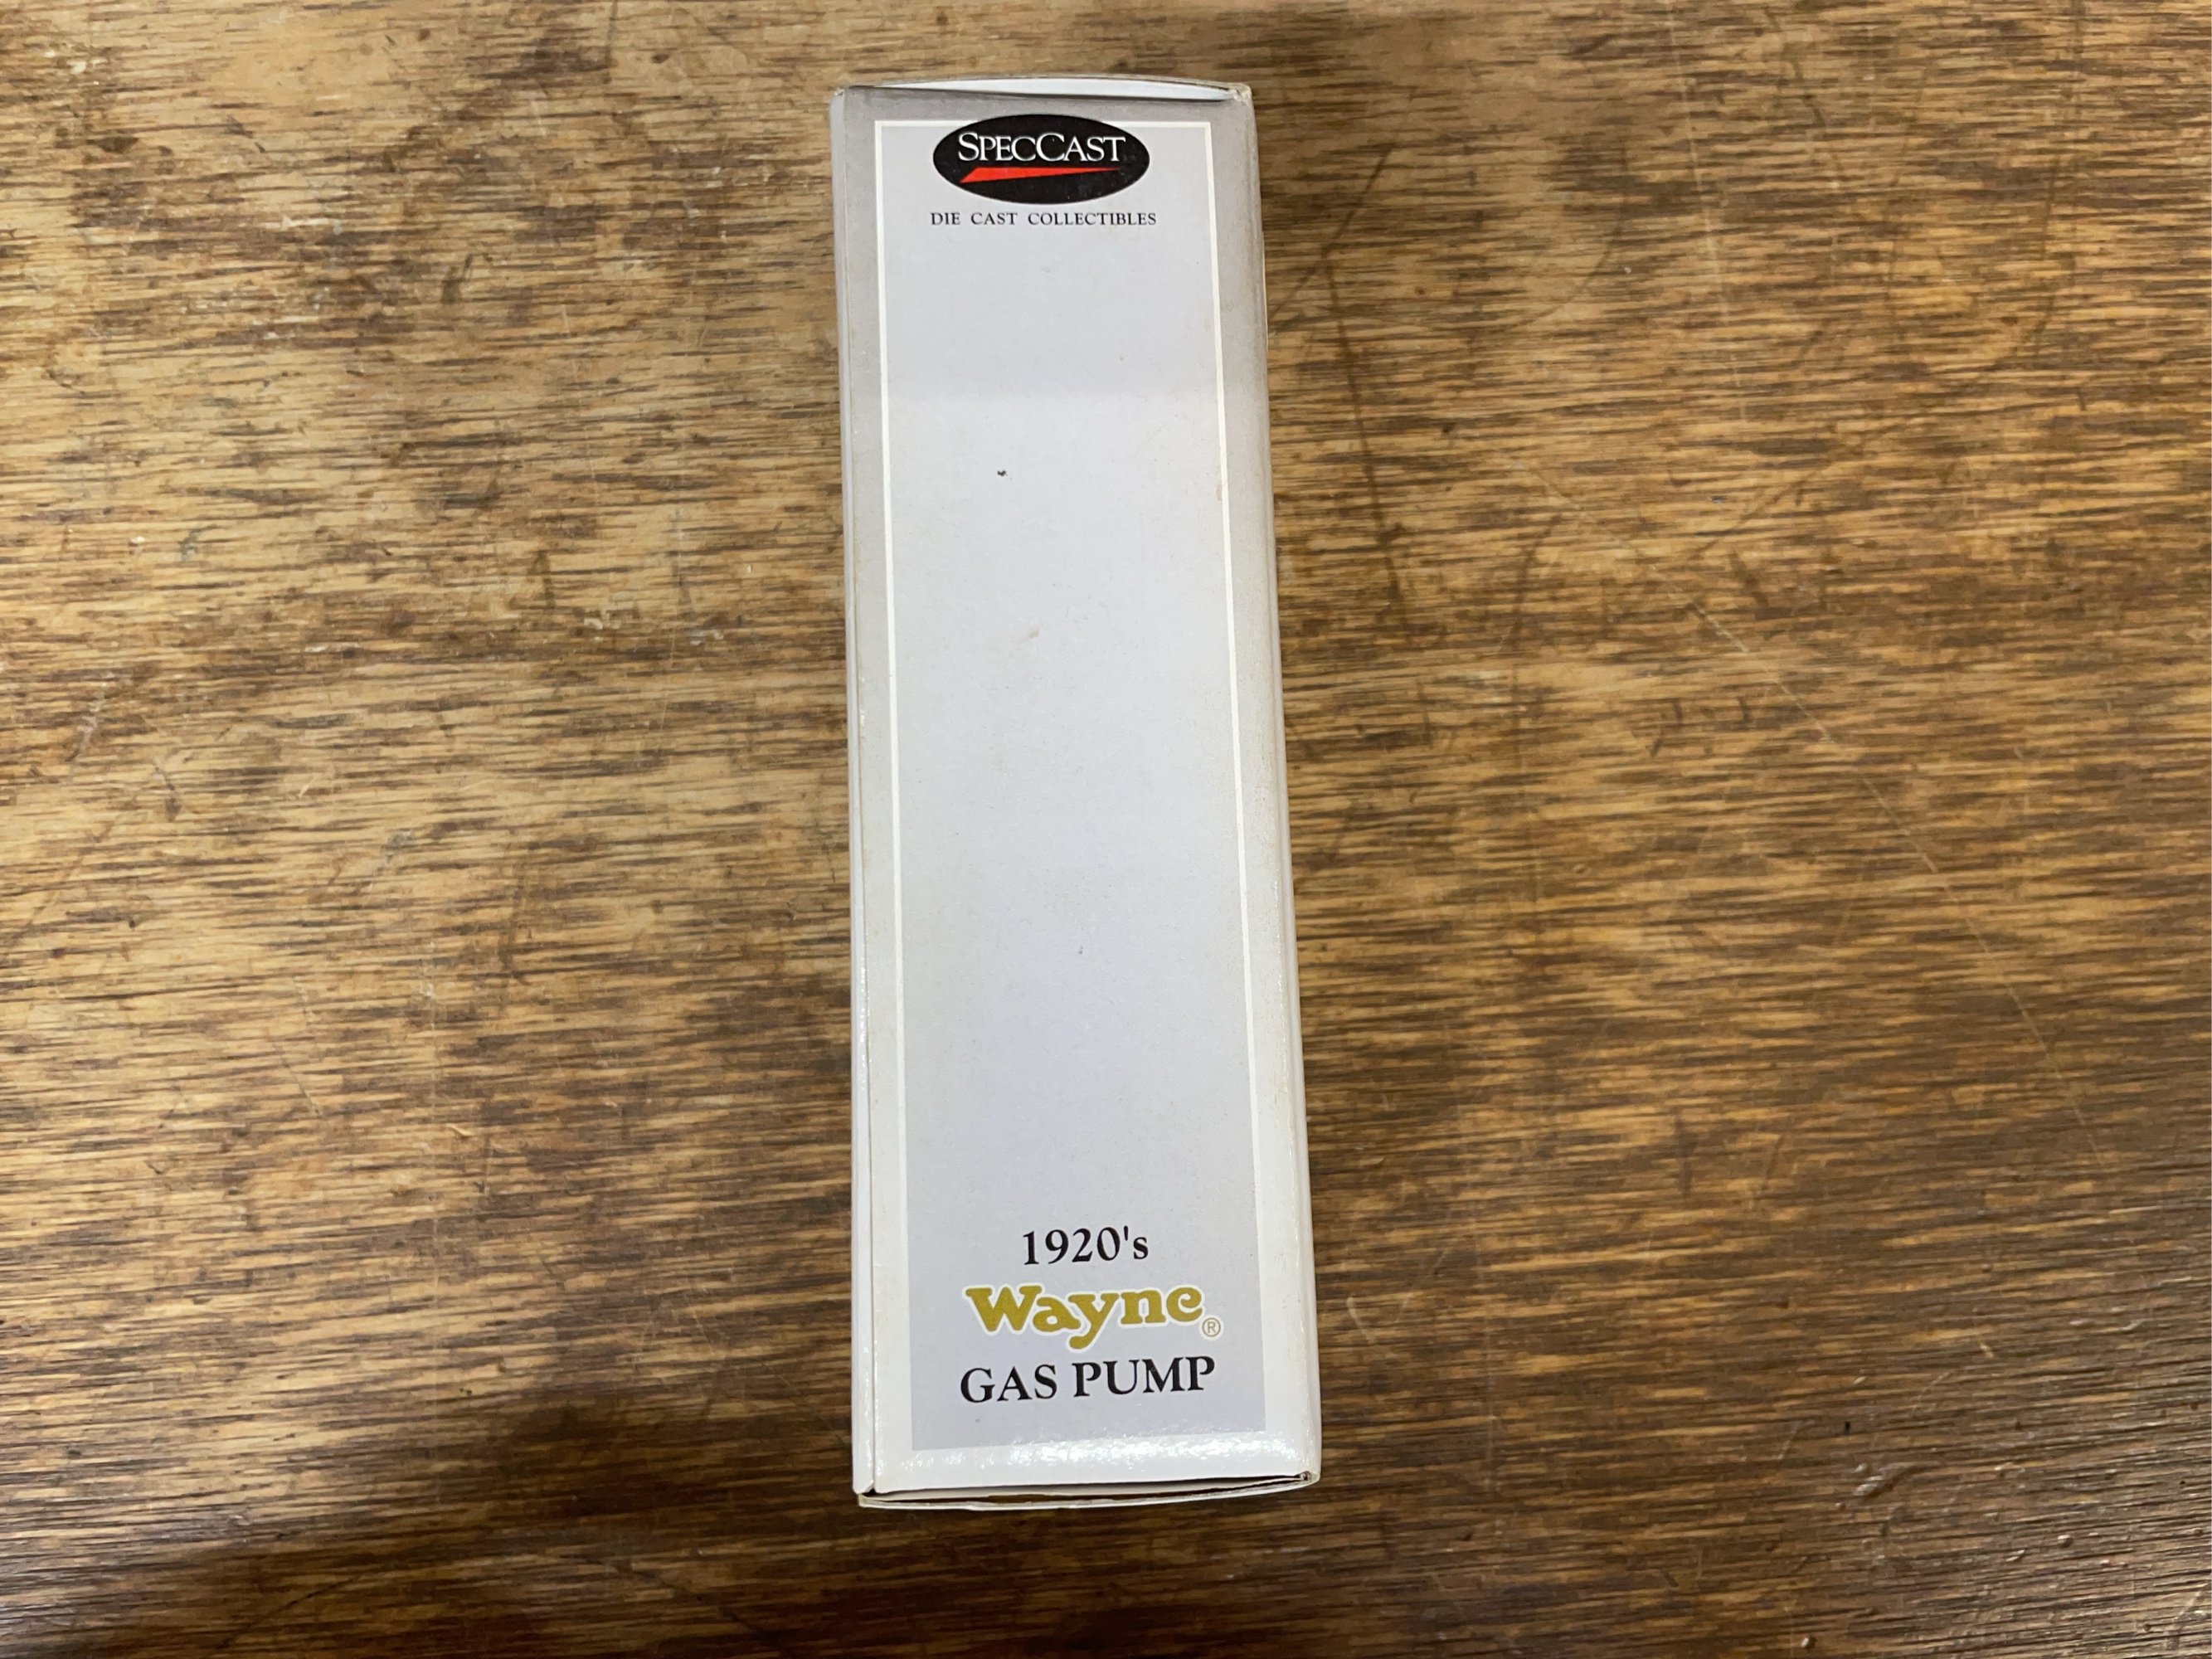 SPECCAST
DIE CAST COLLECTIBLES
1920's
Wayne®
GAS PUMP